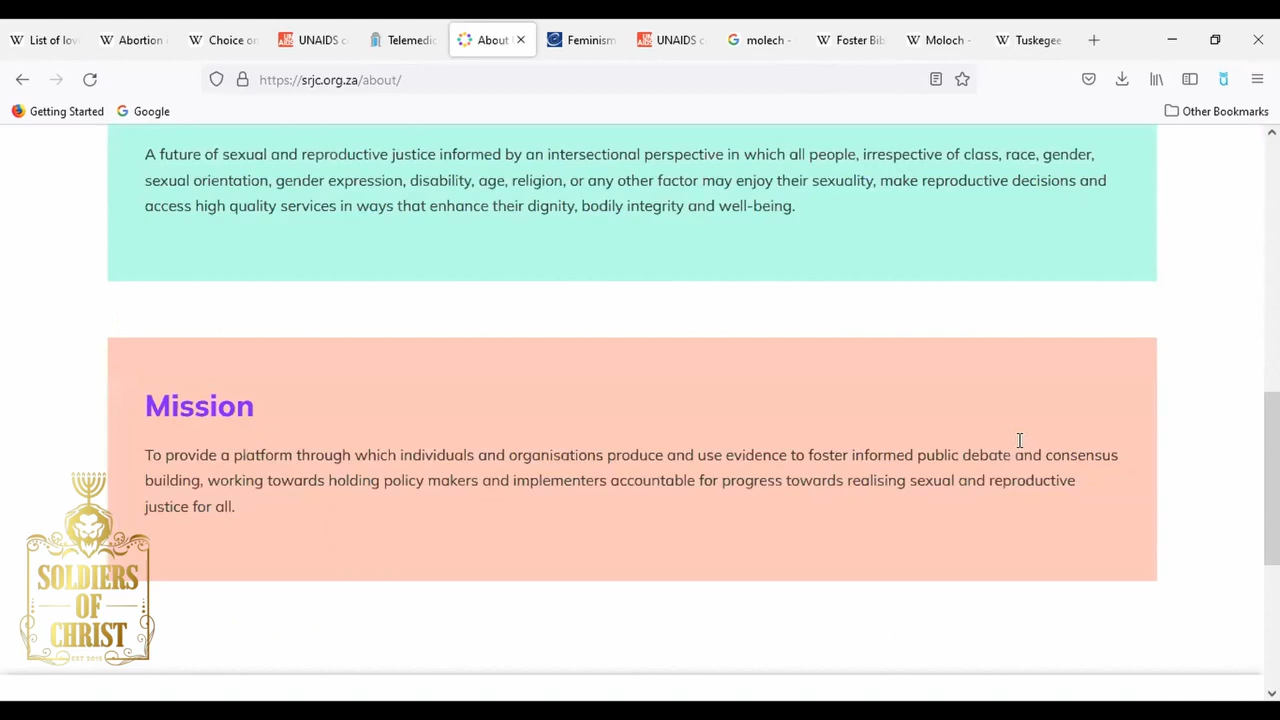 List of lov
Abortion i
Choice on
UNAIDS c
Telemedic
About
Feminism
UNAIDS c
molech -
Foster Bib
Moloch -
Tuskegee
https://srjc.org.za/about/
Getting Started
Google
Other Bookmarks
A future of sexual and reproductive justice informed by an intersectional perspective in which all people, irrespective of class, race, gender,
sexual orientation, gender expression, disability, age, religion, or any other factor may enjoy their sexuality, make reproductive decisions and
access high quality services in ways that enhance their dignity, bodily integrity and well-being.
Mission
To provide a platform through which individuals and organisations produce and use evidence to foster informed public debate and consensus
building, working towards holding policy makers and implementers accountable for progress towards realising sexual and reproductive
justice for all.
SOLDIERS
OF
CHRIST